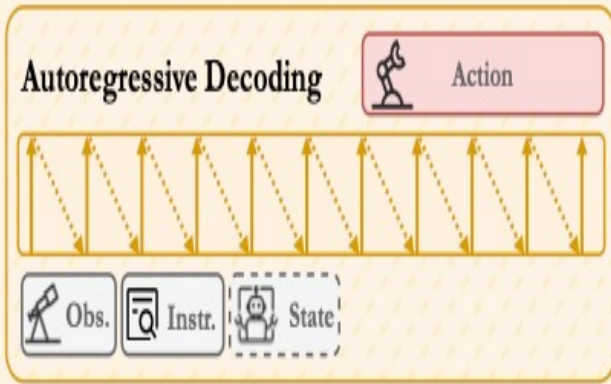 Autoregressive Decoding
Action
Obs.
Instr.
State